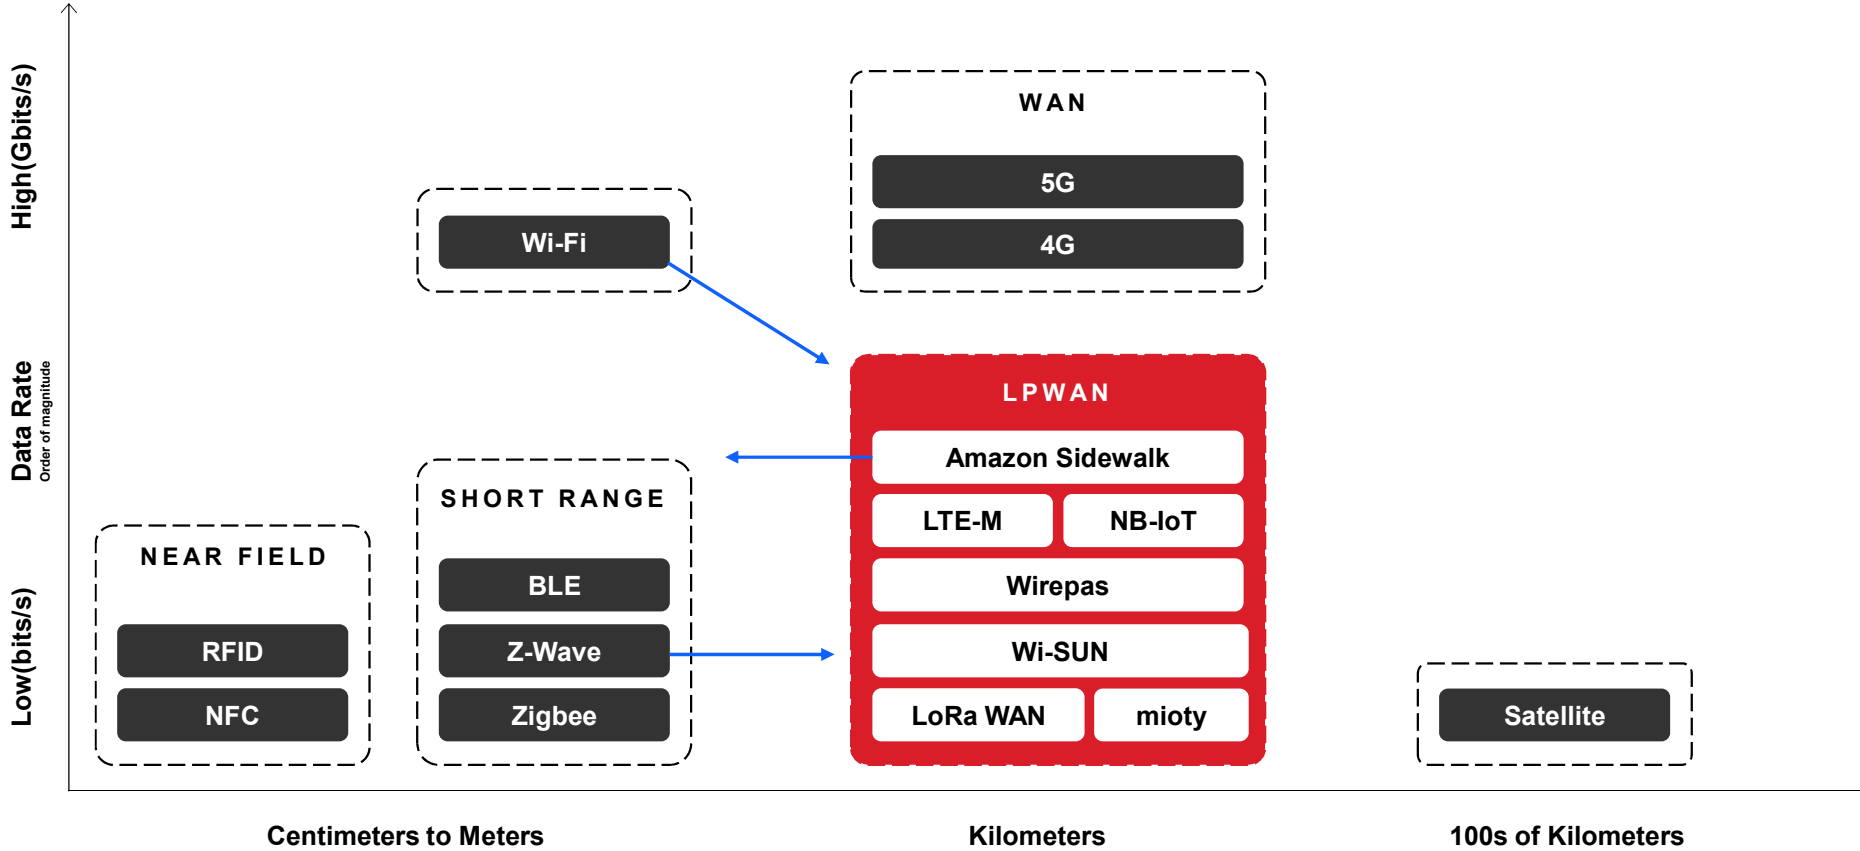 High(Gbits/s)
Data Rate
Order of magnitude
Low(bits/s)
WAN
5G
4G
Wi-Fi
LPWAN
Amazon Sidewalk
LTE-M
NB-IoT
Wirepas
Wi-SUN
LoRa WAN
mioty
SHORT RANGE
BLE
Z-Wave
Zigbee
NEAR FIELD
RFID
NFC
Satellite
Centimeters to Meters
Kilometers
100s of Kilometers